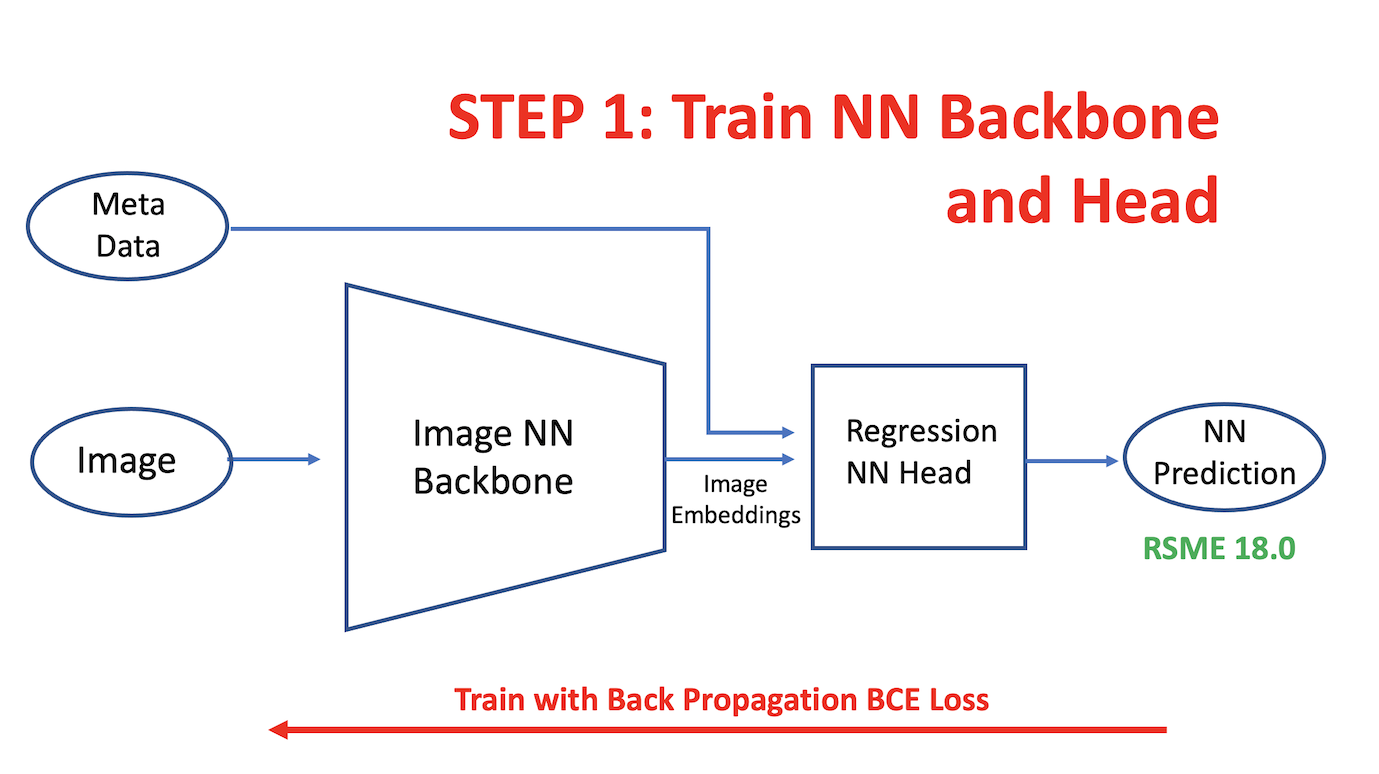 STEP 1: Train NN Backbone
and Head
Meta
Data
Image
Image NN
Backbone
Image
Embeddings
Regression
NN Head
NN
Prediction
RSME 18.0
Train with Back Propagation BCE Loss